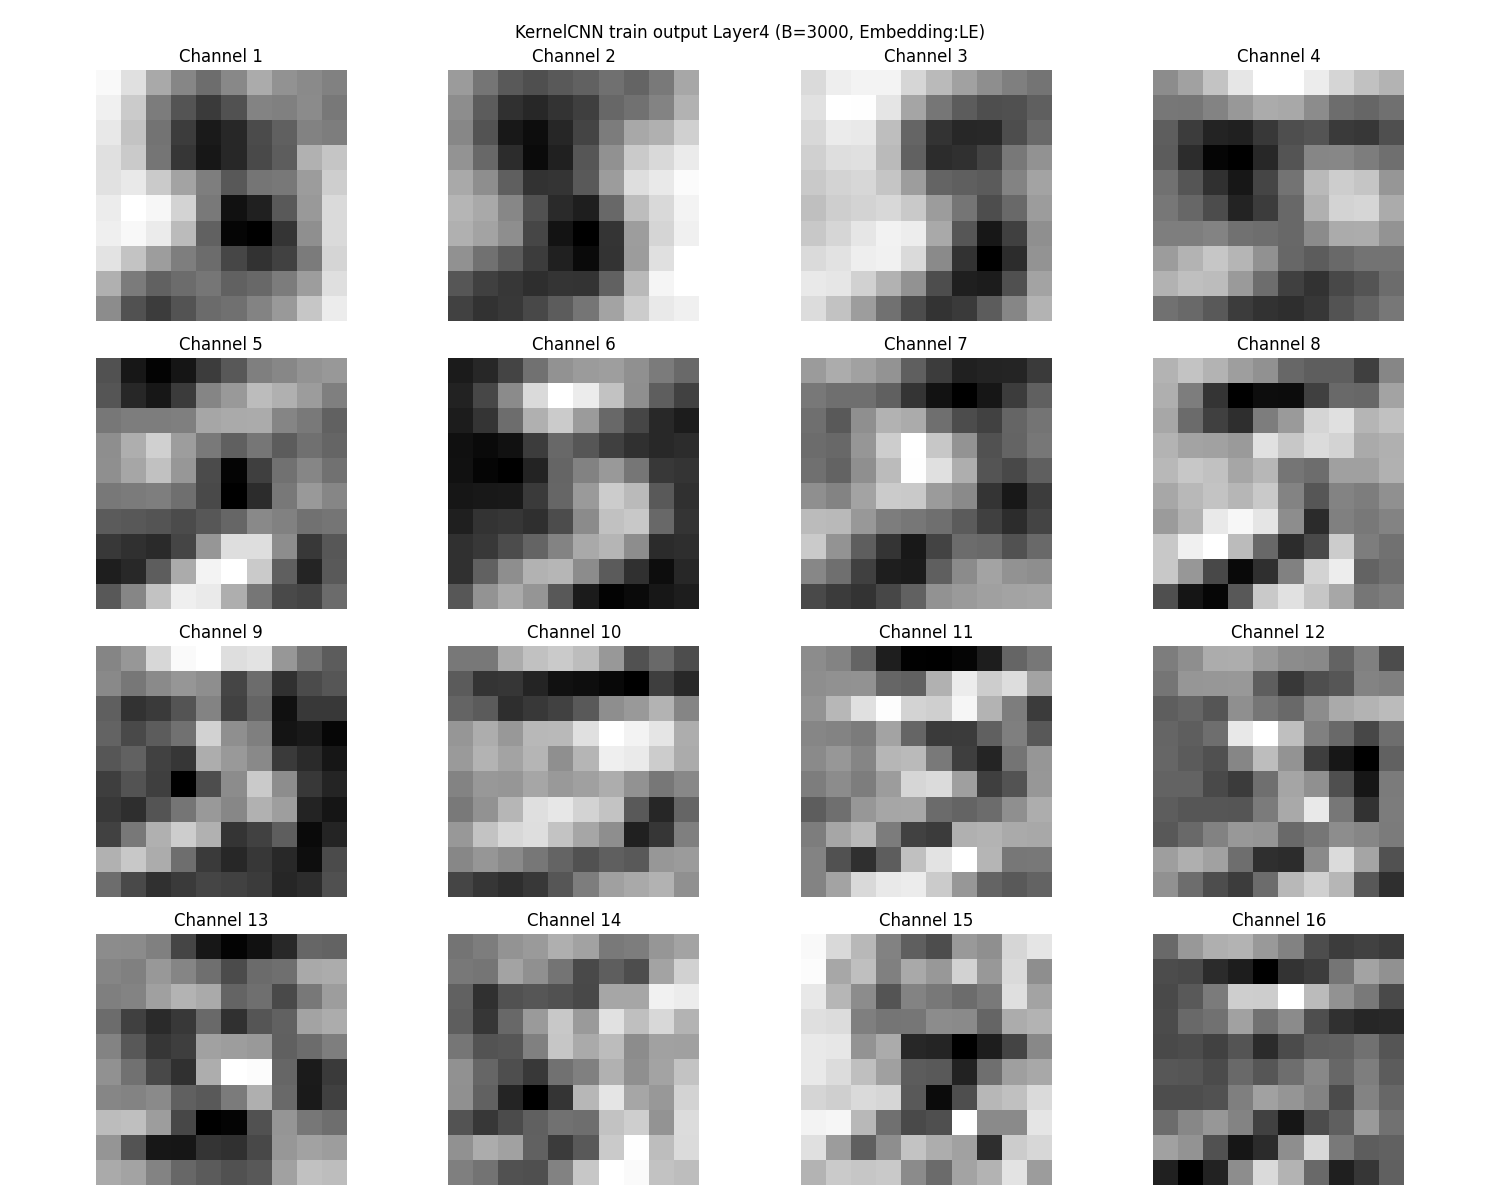 KernelCNN train output Layer4 (B=3000, Embedding:LE)
Channel 1 Channel 2 Channel 3 Channel 4
Channel 5 Channel 6 Channel 7 Channel 8
Channel 9 Channel 10 Channel 11 Channel 12
Channel 13 Channel 14 Channel 15 Channel 16